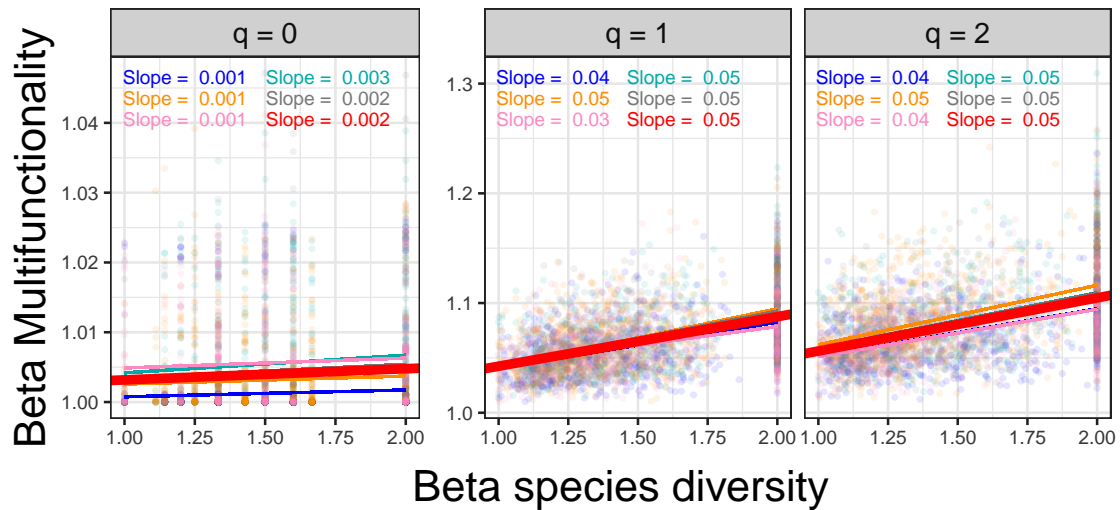 Beta Multifunctionality
q = 0
Slope = 0.001 Slope = 0.003
Slope = 0.001 Slope = 0.002
Slope = 0.001 Slope = 0.002
1.04
1.03
1.02
1.01
1.00
1.00 1.25 1.50 1.75 2.00
q = 1
Slope = 0.04 Slope = 0.05
Slope = 0.05 Slope = 0.05
Slope = 0.03 Slope = 0.05
1.3
1.2
1.1
1.0
1.00 1.25 1.50 1.75 2.00
q = 2
Slope = 0.04 Slope = 0.05
Slope = 0.05 Slope = 0.05
Slope = 0.04 Slope = 0.05
1.00 1.25 1.50 1.75 2.00
Beta species diversity